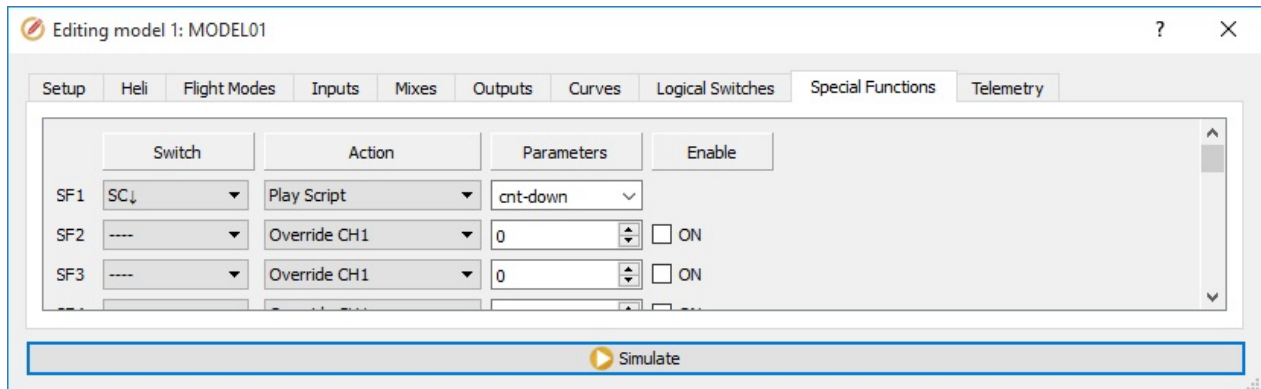 Editing model 1: MODEL01 ?
Setup Heli Flight Modes Inputs Mixes Outputs Curves Logical Switches Special Functions Telemetry
Switch Action Parameters Enable
SF1 SC↓ Play Script cnt-down
SF2 ---- Override CH1 0 ON
SF3 ---- Override CH1 0 ON
Simulate